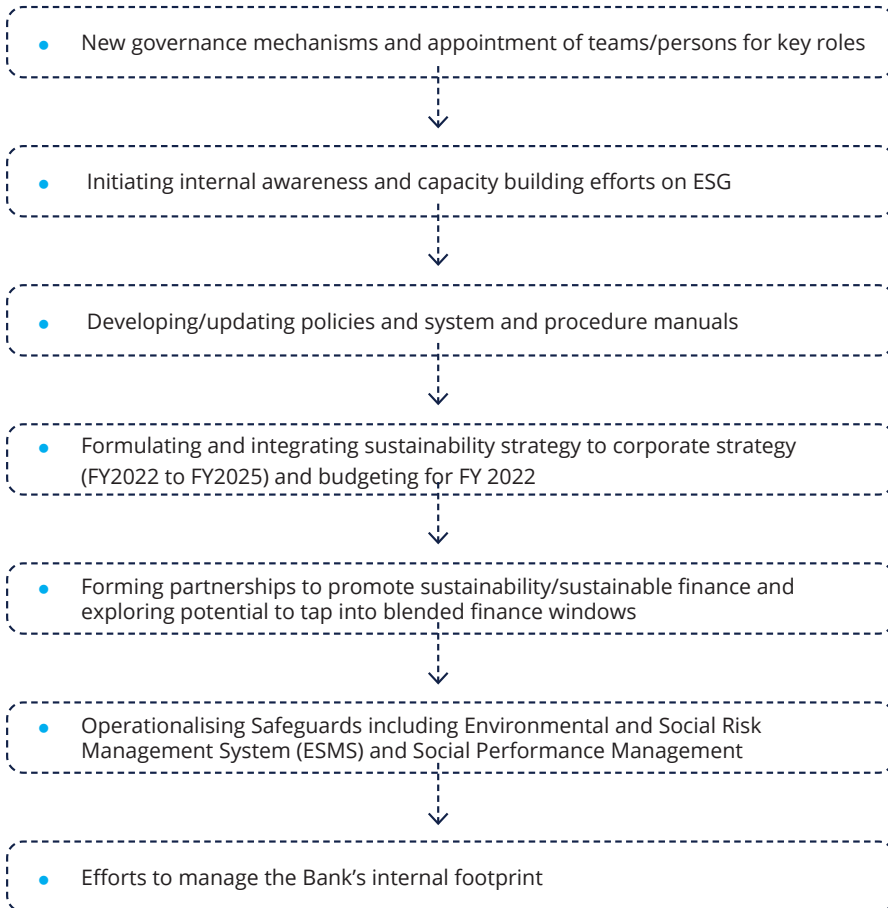 New governance mechanisms and appointment of teams/persons for key roles
Initiating internal awareness and capacity building efforts on ESG
Developing/updating policies and system and procedure manuals
Formulating and integrating sustainability strategy to corporate strategy
(FY2022 to FY2025) and budgeting for FY 2022
Forming partnerships to promote sustainability/sustainable finance and
exploring potential to tap into blended finance windows
Operationalising Safeguards including Environmental and Social Risk
Management System (ESMS) and Social Performance Management
Efforts to manage the Bank’s internal footprint